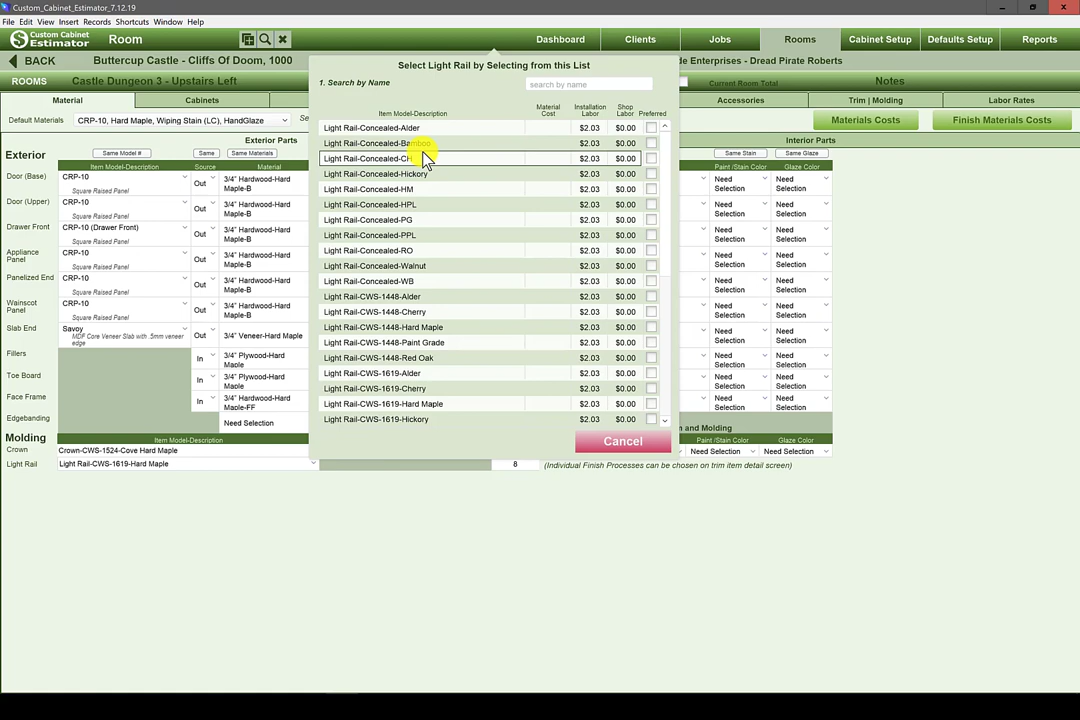 Custom_Cabinet_Estimator_7.12.19
File Edit View Insert Records Shortcuts Window Help
Custom Cabinet Estimator Room Dashboard Clients Jobs Rooms Cabinet Setup Defaults Setup Reports
BACK Buttercup Castle - Cliffs Of Doom, 1000 de Enterprises - Dread Pirate Roberts
ROOMS Castle Dungeon 3 - Upstairs Left Current Room Total Notes
Material Cabinets Accessories Trim | Molding Labor Rates
Default Materials CRP-10, Hard Maple, Wiping Stain (LC), HandGlaze Se Materials Costs Finish Materials Costs
Exterior Parts Interior Parts
Exterior Same Model # Same Same Materials Same Stain Same Glaze
Item Model-Description Source Material Paint /Stain Color Glaze Color
Door (Base) CRP-10 Square Raised Panel Out 3/4" Hardwood-Hard Maple-B Need Selection Need Selection
Door (Upper) CRP-10 Square Raised Panel Out 3/4" Hardwood-Hard Maple-B Need Selection Need Selection
Drawer Front CRP-10 (Drawer Front) Square Raised Panel Out 3/4" Hardwood-Hard Maple-B Need Selection Need Selection
Appliance Panel CRP-10 Square Raised Panel Out 3/4" Hardwood-Hard Maple-B Need Selection Need Selection
Panelized End CRP-10 Square Raised Panel Out 3/4" Hardwood-Hard Maple-B Need Selection Need Selection
Wainscot Panel CRP-10 Square Raised Panel Out 3/4" Hardwood-Hard Maple-B Need Selection Need Selection
Slab End Savoy MDF Core Veneer Slab with .5mm veneer edge Out 3/4" Veneer-Hard Maple Need Selection Need Selection
Fillers In 3/4" Plywood-Hard Maple Need Selection Need Selection
Toe Board In 3/4" Plywood-Hard Maple Need Selection Need Selection
Face Frame In 3/4" Hardwood-Hard Maple-FF Need Selection Need Selection
Edgebanding Need Selection
Molding Item Model-Description m and Molding Paint /Stain Color Glaze Color
Crown Crown-CWS-1524-Cove Hard Maple Need Selection Need Selection
Light Rail Light Rail-CWS-1619-Hard Maple 8 (Individual Finish Processes can be chosen on trim item detail screen)
Select Light Rail by Selecting from this List
1. Search by Name search by name
Item Model-Description Material Cost Installation Labor Shop Labor Preferred
Light Rail-Concealed-Alder $2.03 $0.00
Light Rail-Concealed-Bamboo $2.03 $0.00
Light Rail-Concealed-CH $2.03 $0.00
Light Rail-Concealed-Hickory $2.03 $0.00
Light Rail-Concealed-HM $2.03 $0.00
Light Rail-Concealed-HPL $2.03 $0.00
Light Rail-Concealed-PG $2.03 $0.00
Light Rail-Concealed-PPL $2.03 $0.00
Light Rail-Concealed-RO $2.03 $0.00
Light Rail-Concealed-Walnut $2.03 $0.00
Light Rail-Concealed-WB $2.03 $0.00
Light Rail-CWS-1448-Alder $2.03 $0.00
Light Rail-CWS-1448-Cherry $2.03 $0.00
Light Rail-CWS-1448-Hard Maple $2.03 $0.00
Light Rail-CWS-1448-Paint Grade $2.03 $0.00
Light Rail-CWS-1448-Red Oak $2.03 $0.00
Light Rail-CWS-1619-Alder $2.03 $0.00
Light Rail-CWS-1619-Cherry $2.03 $0.00
Light Rail-CWS-1619-Hard Maple $2.03 $0.00
Light Rail-CWS-1619-Hickory $2.03 $0.00
Cancel